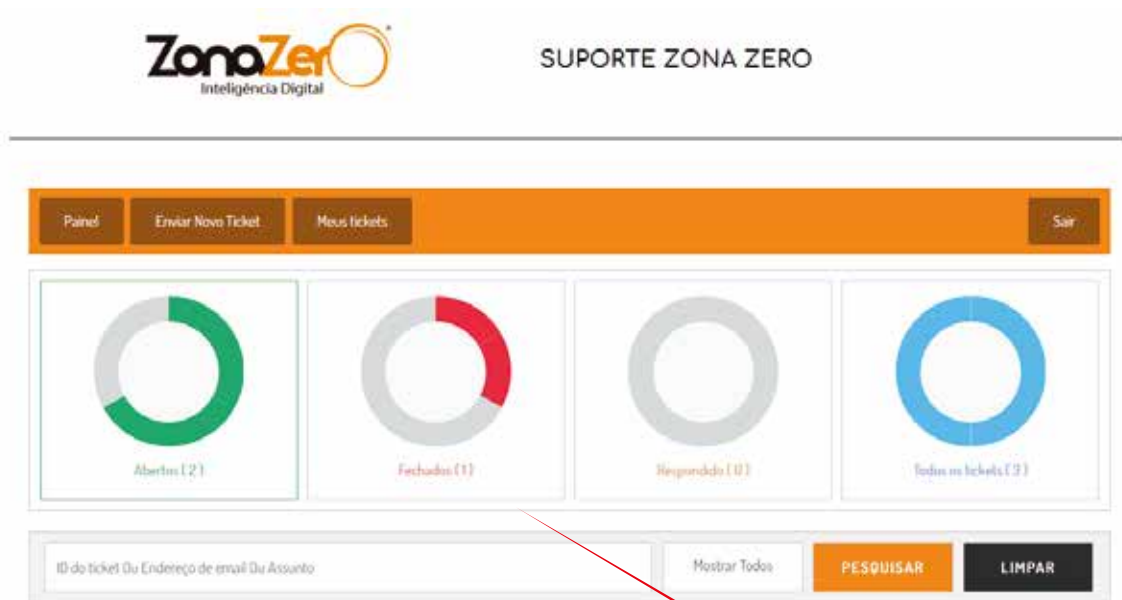 ZonaZerO
Inteligência Digital
SUPORTE ZONA ZERO
Painel
Enviar Novo Ticket
Meus tickets
Sair
Abertos ( 2 )
Fechados ( 1 )
Respondido ( 0 )
Todos os tickets ( 3 )
ID do ticket Ou Endereço de email Ou Assunto
Mostrar Todos
PESQUISAR
LIMPAR